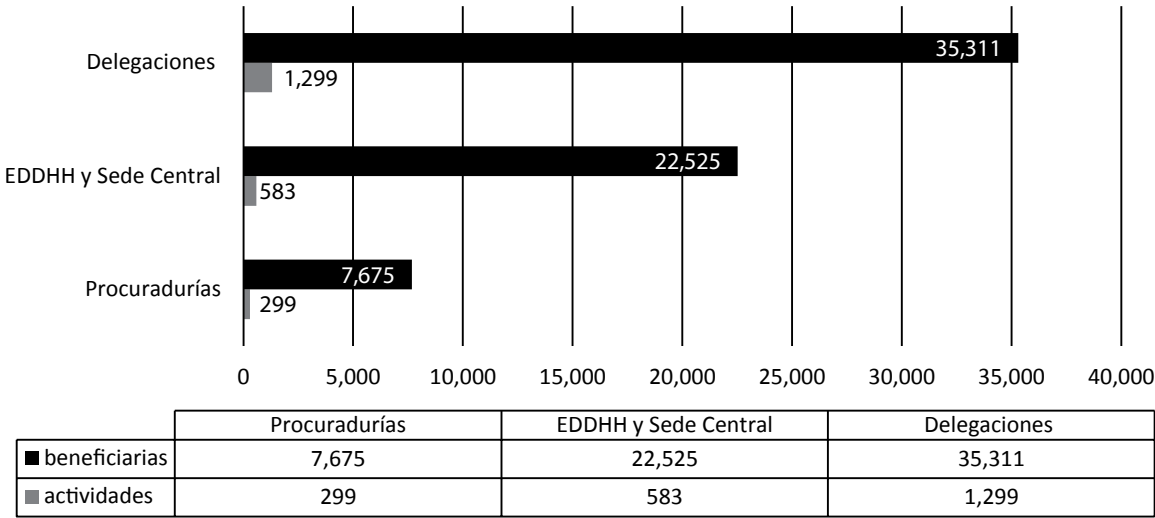 Delegaciones
35,311
1,299
EDDHH y Sede Central
22,525
583
Procuradurías
7,675
299
0 5,000 10,000 15,000 20,000 25,000 30,000 35,000 40,000
Procuradurías EDDHH y Sede Central Delegaciones
beneficiarias 7,675 22,525 35,311
actividades 299 583 1,299